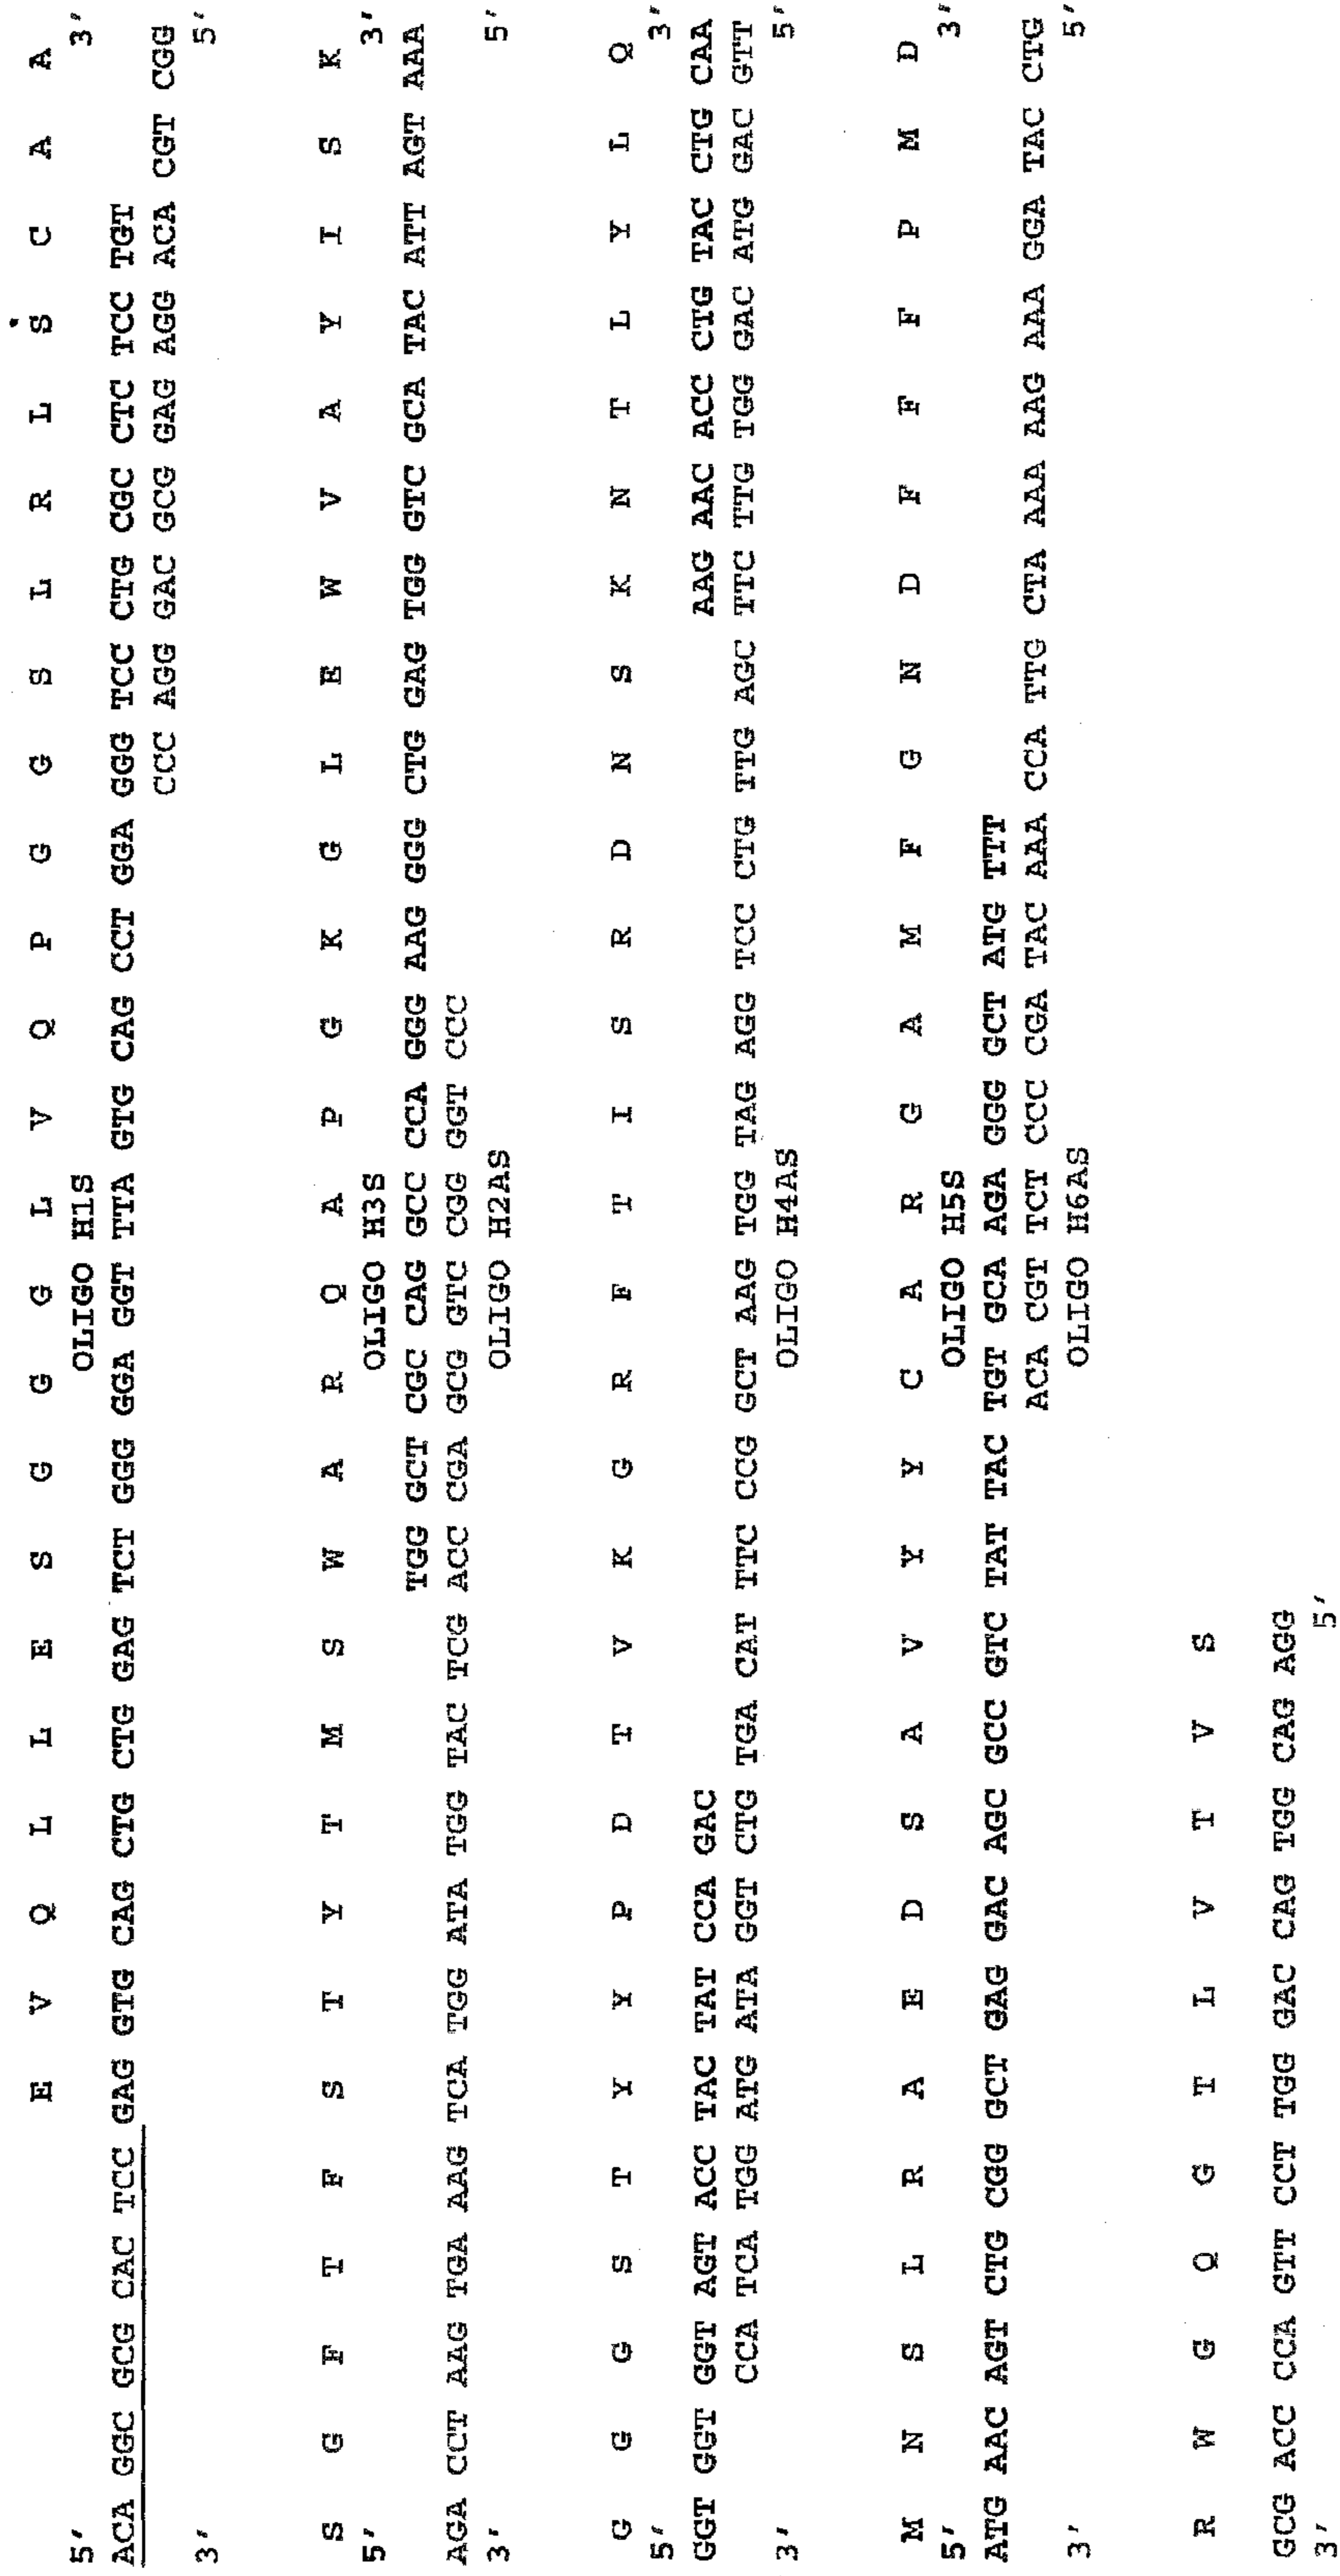 E V Q L L E S G G G L V Q P G G S L R L S C A A
5' OLIGO H1S 3'
ACA GGC GCG CAC TCC GAG GTG CAG CTG CTG GAG TCT GGG GGA GGT TTA GTG CAG CCT GGA GGG TCC CTG CGC CTC TCC TGT
CCC AGG GAC GCG GAG AGG ACA CGT CGG
3' 5'
S G F T F S T Y T M S W A R Q A P G K G L E W V A Y I S K
5' OLIGO H3S 3'
TGG GCT CGC CAG GCC CCA GGG AAG GGG CTG GAG TGG GTC GCA TAC ATT AGT AAA
AGA CCT AAG TGA AAG TCA TGG ATA TGG TAC TCG ACC CGA GCG GTC CGG GGT CCC
3' OLIGO H2AS 5'
G G G S T Y Y P D T V K G R F T I S R D N S K N T L Y L Q
5' 3'
GGT GGT GGT AGT ACC TAC TAT CCA GAC AAG AAC ACC CTG TAC CTG CAA
CCA TCA TGG ATG ATA GGT CTG TGA CAT TTC CCG GCT AAG TGG TAG AGG TCC CTG TTG AGC TTC TTG TGG GAC ATG GAC GTT
3' OLIGO H4AS 5'
M N S L R A E D S A V Y Y C A R G A M F G N D F F F P M D
5' OLIGO H5S 3'
ATG AAC AGT CTG CGG GCT GAG GAC AGC GCC GTC TAT TAC TGT GCA AGA GGG GCT ATG TTT
ACA CGT TCT CCC CGA TAC AAA CCA TTG CTA AAA AAG AAA GGA TAC CTG
3' OLIGO H6AS 5'
R W G Q G T L V T V S
GCG ACC CCA GTT CCT TGG GAC CAG TGG CAG AGG
3' 5'